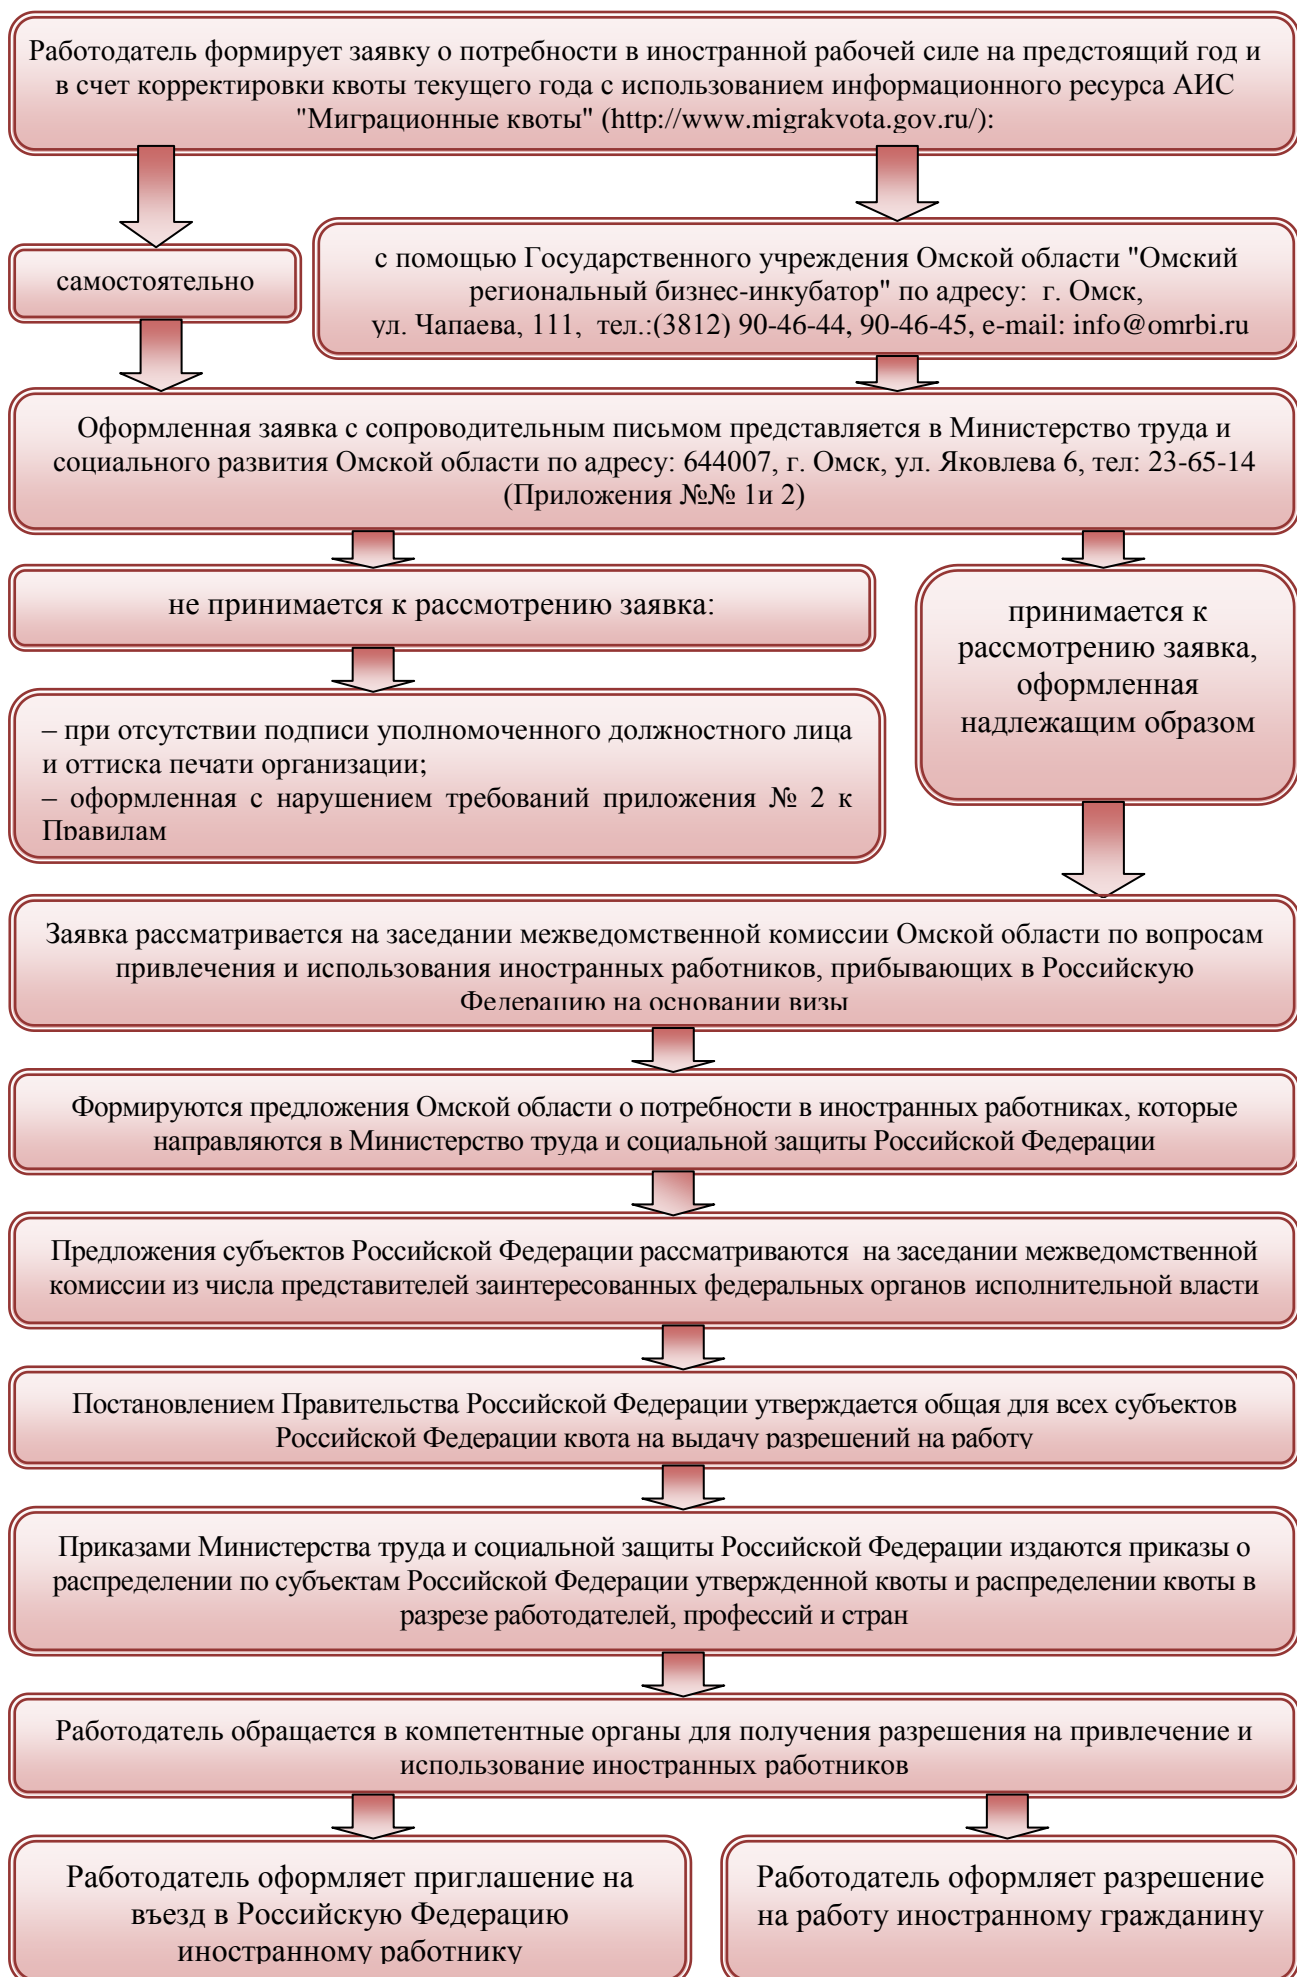 Работодатель формирует заявку о потребности в иностранной рабочей силе на предстоящий год и
в счет корректировки квоты текущего года с использованием информационного ресурса АИС
"Миграционные квоты" (http://www.migrakvota.gov.ru/):
самостоятельно
с помощью Государственного учреждения Омской области "Омский
региональный бизнес-инкубатор" по адресу: г. Омск,
ул. Чапаева, 111, тел.:(3812) 90-46-44, 90-46-45, e-mail: info@omrbi.ru
Оформленная заявка с сопроводительным письмом представляется в Министерство труда и
социального развития Омской области по адресу: 644007, г. Омск, ул. Яковлева 6, тел: 23-65-14
(Приложения №№ 1и 2)
не принимается к рассмотрению заявка:
– при отсутствии подписи уполномоченного должностного лица
и оттиска печати организации;
– оформленная с нарушением требований приложения № 2 к
Правилам
принимается к
рассмотрению заявка,
оформленная
надлежащим образом
Заявка рассматривается на заседании межведомственной комиссии Омской области по вопросам
привлечения и использования иностранных работников, прибывающих в Российскую
Федерацию на основании визы
Формируются предложения Омской области о потребности в иностранных работниках, которые
направляются в Министерство труда и социальной защиты Российской Федерации
Предложения субъектов Российской Федерации рассматриваются на заседании межведомственной
комиссии из числа представителей заинтересованных федеральных органов исполнительной власти
Постановлением Правительства Российской Федерации утверждается общая для всех субъектов
Российской Федерации квота на выдачу разрешений на работу
Приказами Министерства труда и социальной защиты Российской Федерации издаются приказы о
распределении по субъектам Российской Федерации утвержденной квоты и распределении квоты в
разрезе работодателей, профессий и стран
Работодатель обращается в компетентные органы для получения разрешения на привлечение и
использование иностранных работников
Работодатель оформляет приглашение на
въезд в Российскую Федерацию
иностранному работнику
Работодатель оформляет разрешение
на работу иностранному гражданину